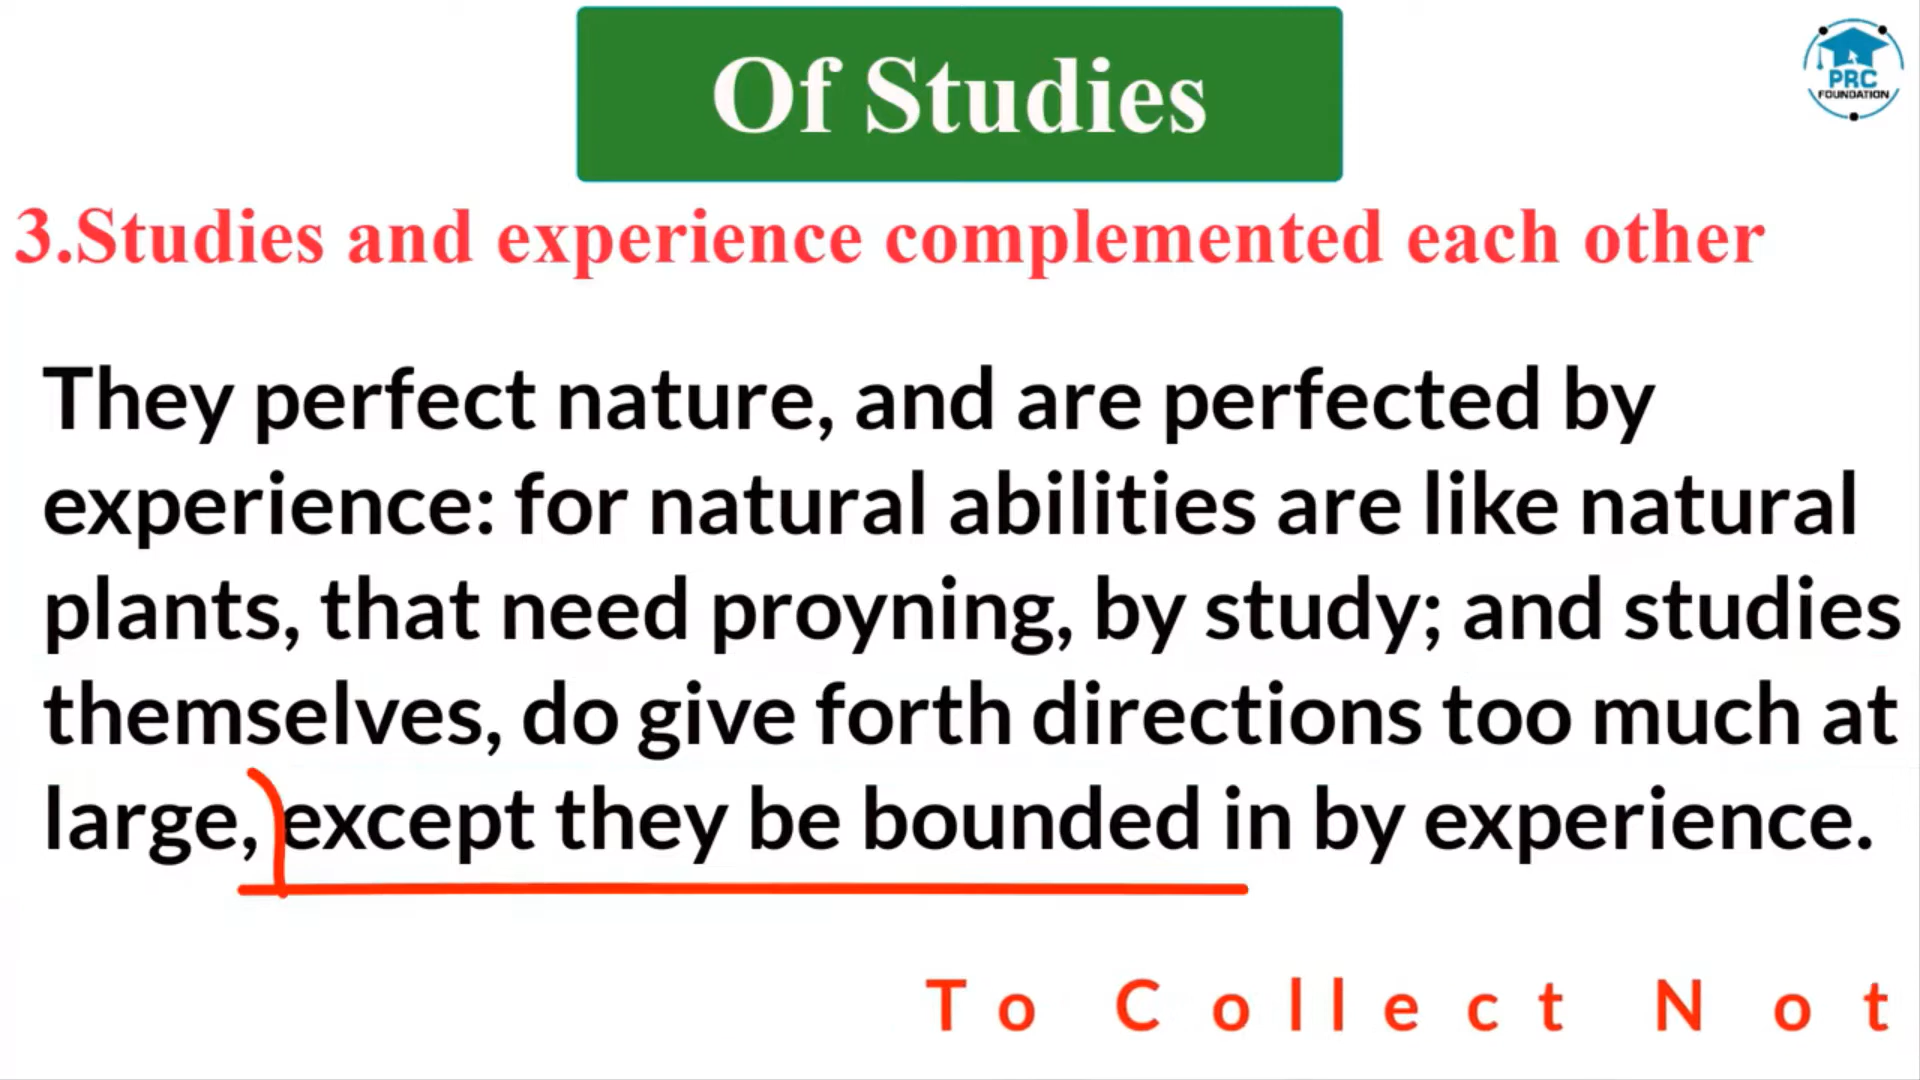 Of Studies
PRC
FOUNDATION
3.Studies and experience complemented each other
They perfect nature, and are perfected by
experience: for natural abilities are like natural
plants, that need proyning, by study; and studies
themselves, do give forth directions too much at
large, except they be bounded in by experience.
To Collect Not